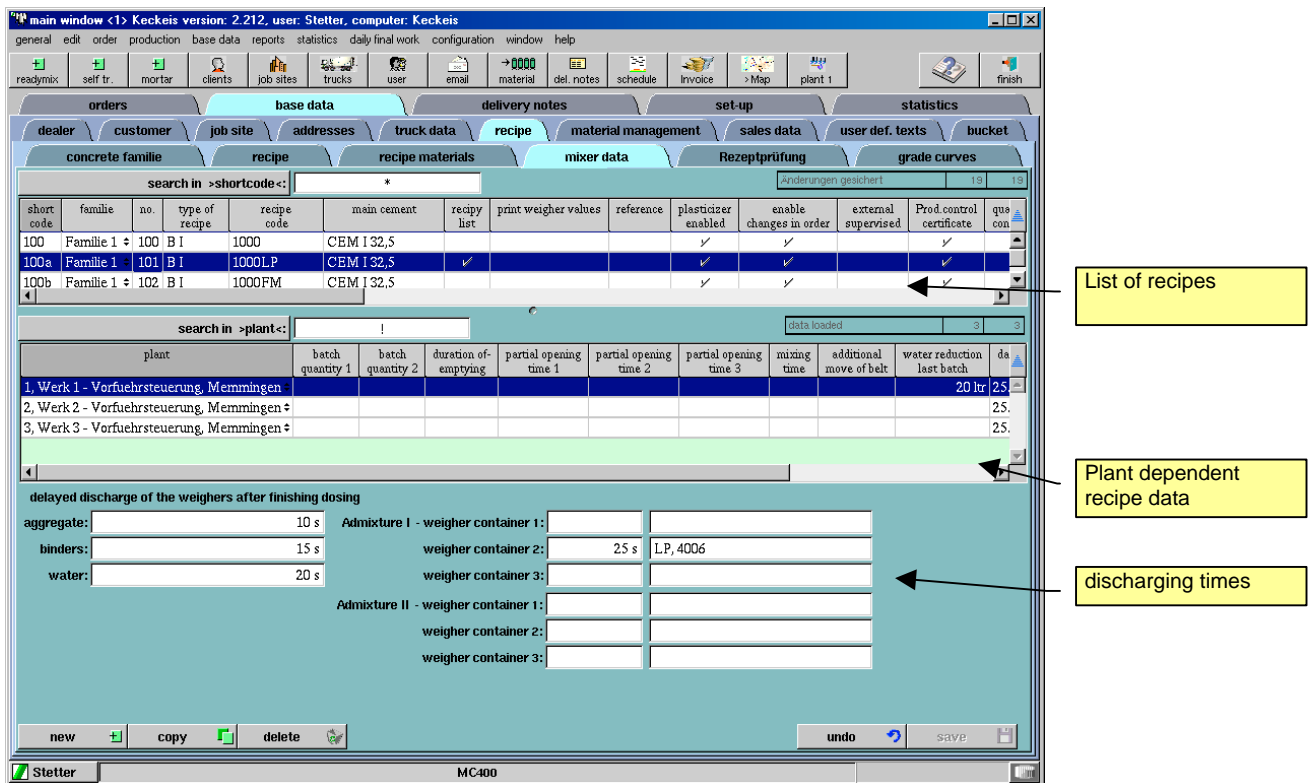 main window <1> Keckeis version: 2.212, user: Stetter, computer: Keckeis
general edit order production base data reports statistics daily final work configuration window help
readymix self tr. mortar clients job sites trucks user email material del. notes schedule Invoice >Map plant 1 finish
orders base data delivery notes set-up statistics
dealer customer job site addresses truck data recipe material management sales data user def. texts bucket
concrete familie recipe recipe materials mixer data Rezeptprüfung grade curves
search in >shortcode<: * Änderungen gesichert 19 19
short code familie no. type of recipe recipe code main cement recipy list print weigher values reference plasticizer enabled enable changes in order external supervised Prod.control certificate qua con
100 Familie 1 100 B I 1000 CEM I 32,5
100a Familie 1 101 B I 1000LP CEM I 32,5
100b Familie 1 102 B I 1000FM CEM I 32,5
List of recipes
search in >plant<: ! data loaded 3 3
plant batch quantity 1 batch quantity 2 duration of- emptying partial opening time 1 partial opening time 2 partial opening time 3 mixing time additional move of belt water reduction last batch da
1, Werk 1 - Vorfuehrsteuerung, Memmingen 20 ltr 25.
2, Werk 2 - Vorfuehrsteuerung, Memmingen 25.
3, Werk 3 - Vorfuehrsteuerung, Memmingen 25.
Plant dependent
recipe data
delayed discharge of the weighers after finishing dosing
aggregate: 10 s Admixture I - weigher container 1:
binders: 15 s weigher container 2: 25 s LP, 4006
water: 20 s weigher container 3:
discharging times
Admixture II - weigher container 1:
weigher container 2:
weigher container 3:
new copy delete undo save
Stetter MC400